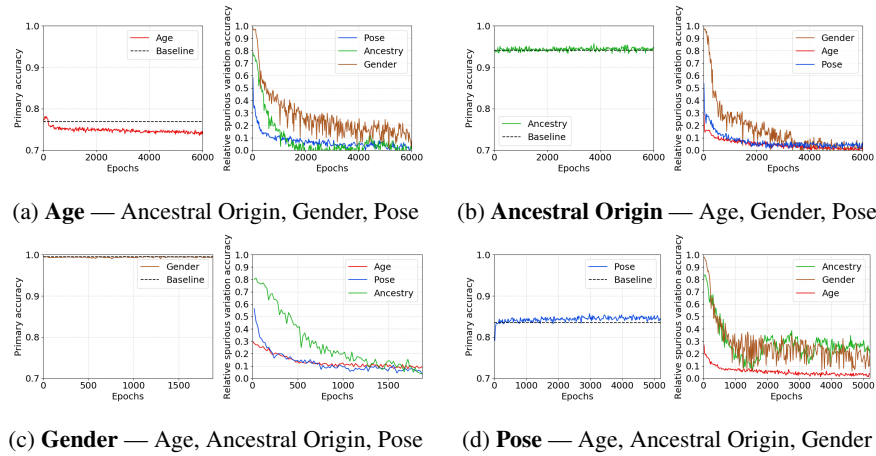 1.0
0.9
0.8
0.7
Primary accuracy
0
2000
4000
6000
Epochs
Age
Baseline
1.0
0.9
0.8
0.7
0.6
0.5
0.4
0.3
0.2
0.1
0.0
Relative spurious variation accuracy
0
2000
4000
6000
Epochs
Pose
Ancestry
Gender
(a) Age — Ancestral Origin, Gender, Pose
1.0
0.9
0.8
0.7
Primary accuracy
0
2000
4000
6000
Epochs
Ancestry
Baseline
1.0
0.9
0.8
0.7
0.6
0.5
0.4
0.3
0.2
0.1
0.0
Relative spurious variation accuracy
0
2000
4000
6000
Epochs
Gender
Age
Pose
(b) Ancestral Origin — Age, Gender, Pose
1.0
0.9
0.8
0.7
Primary accuracy
0
500
1000
1500
Epochs
Gender
Baseline
1.0
0.9
0.8
0.7
0.6
0.5
0.4
0.3
0.2
0.1
0.0
Relative spurious variation accuracy
0
500
1000
1500
Epochs
Age
Pose
Ancestry
(c) Gender — Age, Ancestral Origin, Pose
1.0
0.9
0.8
0.7
Primary accuracy
0
1000
2000
3000
4000
5000
Epochs
Pose
Baseline
1.0
0.9
0.8
0.7
0.6
0.5
0.4
0.3
0.2
0.1
0.0
Relative spurious variation accuracy
0
1000
2000
3000
4000
5000
Epochs
Ancestry
Gender
Age
(d) Pose — Age, Ancestral Origin, Gender